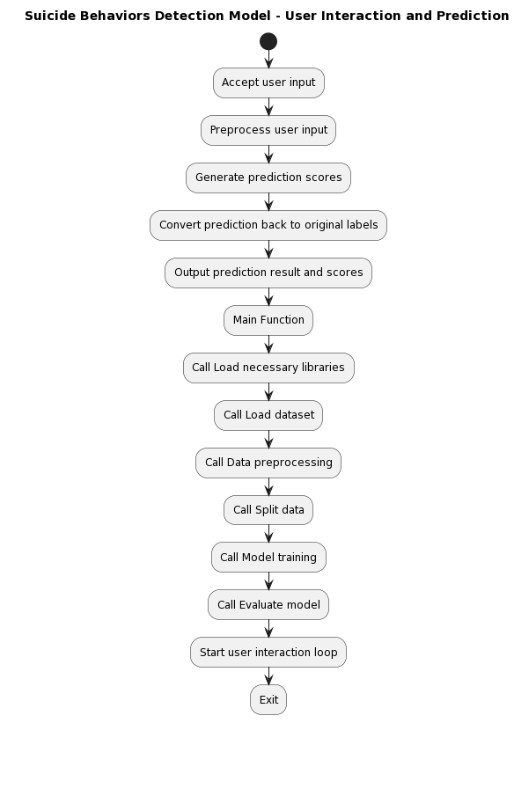 Suicide Behaviors Detection Model - User Interaction and Prediction
Accept user input
Preprocess user input
Generate prediction scores
Convert prediction back to original labels
Output prediction result and scores
Main Function
Call Load necessary libraries
Call Load dataset
Call Data preprocessing
Call Split data
Call Model training
Call Evaluate model
Start user interaction loop
Exit